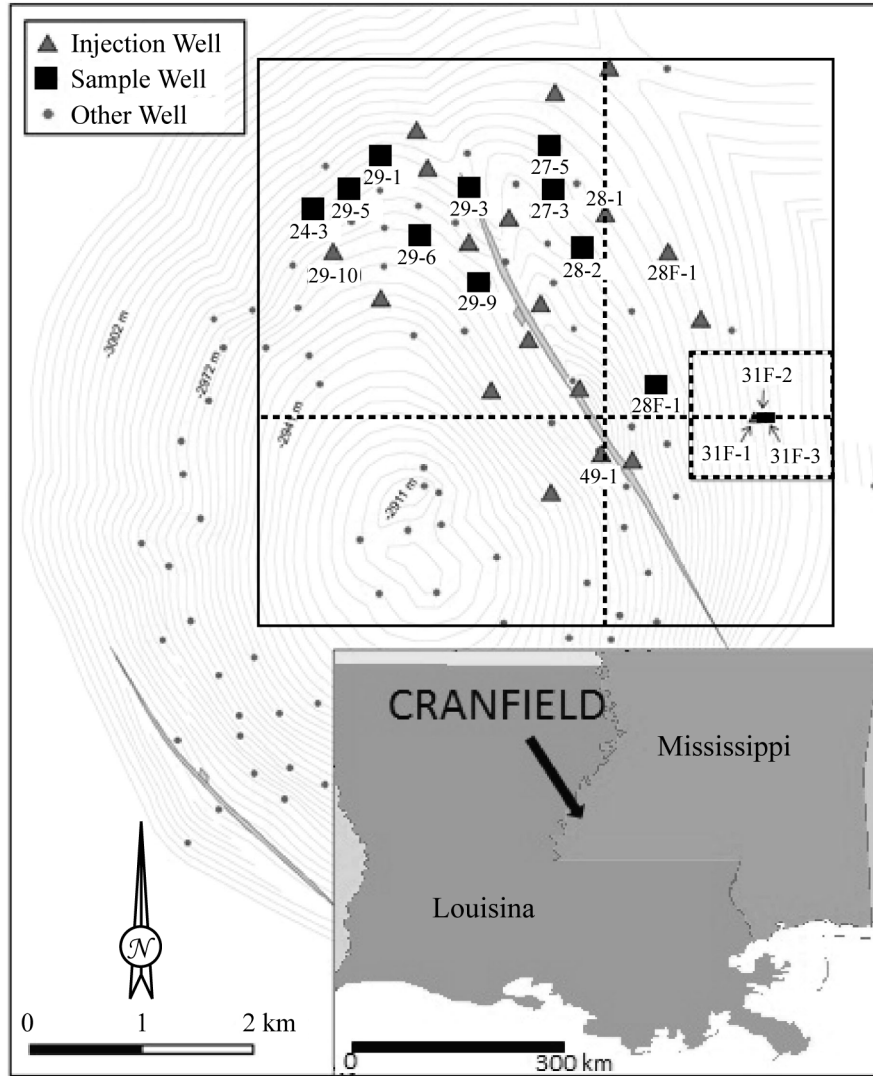 Injection Well
Sample Well
Other Well
27-5
29-1
28-1
29-5
29-3
27-3
24-3
29-6
28-2
29-10
28F-1
29-9
-3002 m
-2972 m
31F-2
28F-1
-2941 m
31F-1
31F-3
49-1
-2911 m
CRANFIELD
Mississippi
Louisina
N
0 1 2 km
0 300 km